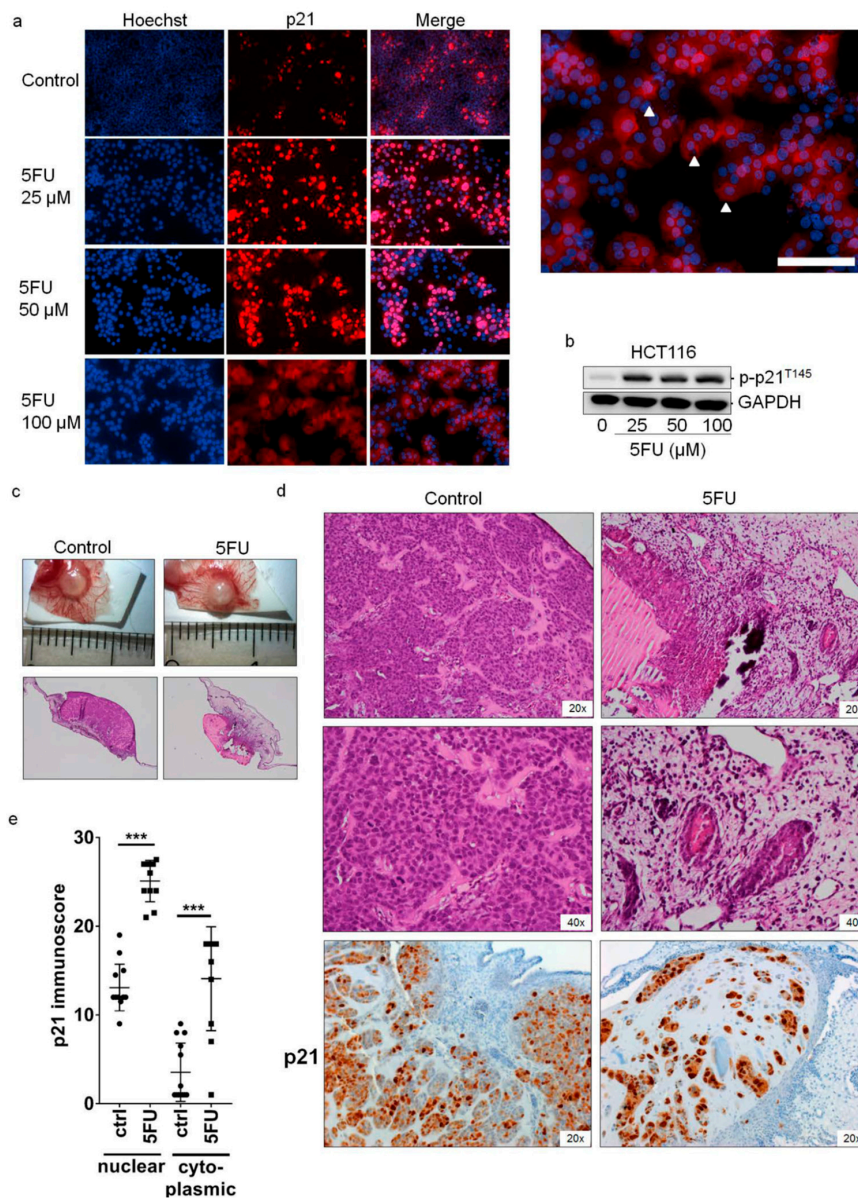 a
Hoechst
p21
Merge
Control
5FU
25 µM
5FU
50 µM
5FU
100 µM
b
HCT116
p-p21T145
GAPDH
0
25
50
100
5FU (µM)
c
Control
5FU
d
Control
5FU
20x
20
40x
40
p21
20x
20x
e
p21 immunoscore
30
20
10
0
***
***
ctrl
5FU
ctrl
5FU
nuclear
cyto-
plasmic